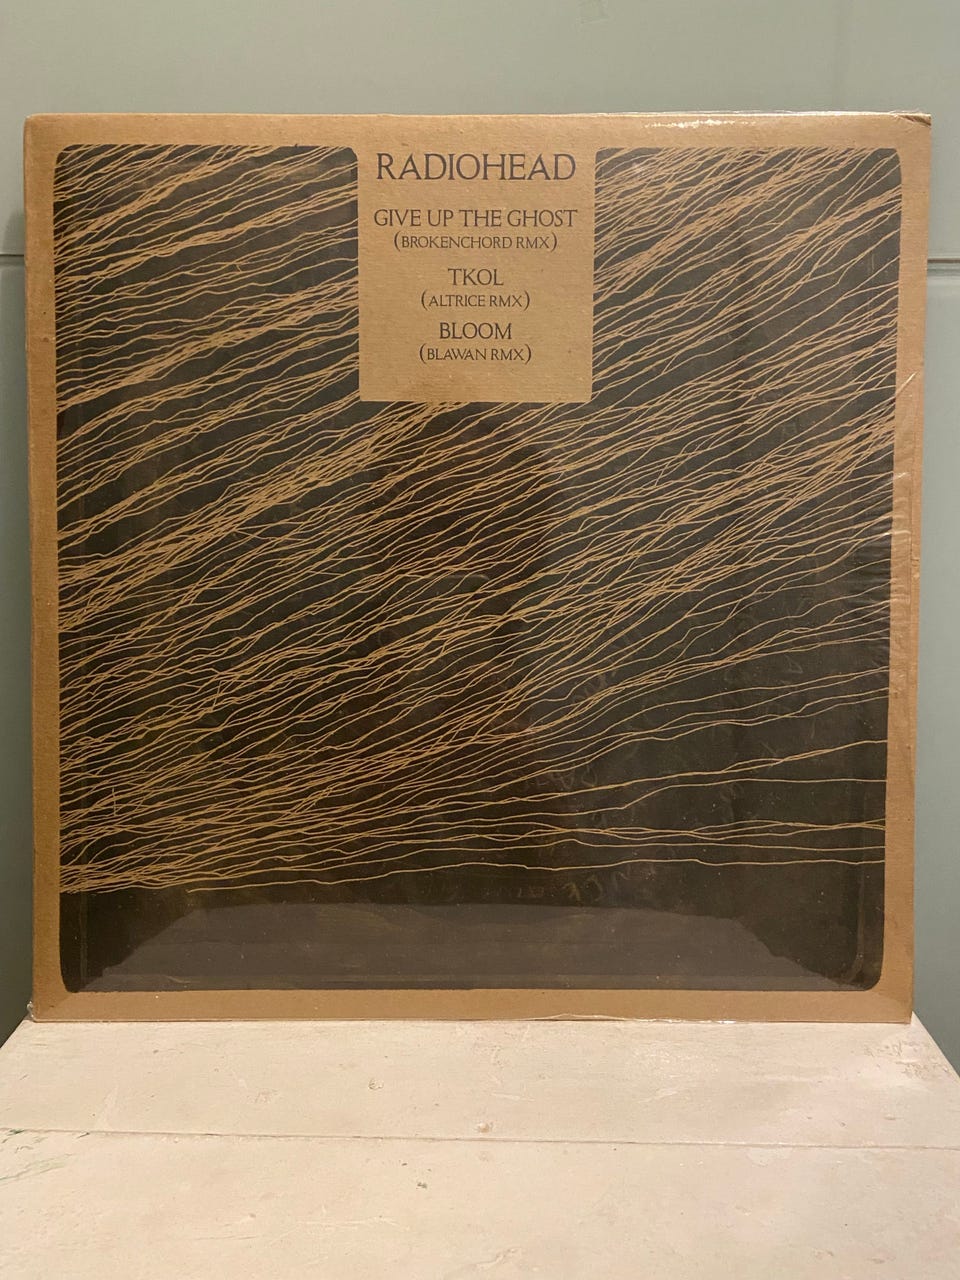 RADIOHEAD
GIVE UP THE GHOST
(BROKENCHORD RMX)
TKOL
(ALTRICE RMX)
BLOOM
(BLAWAN RMX)